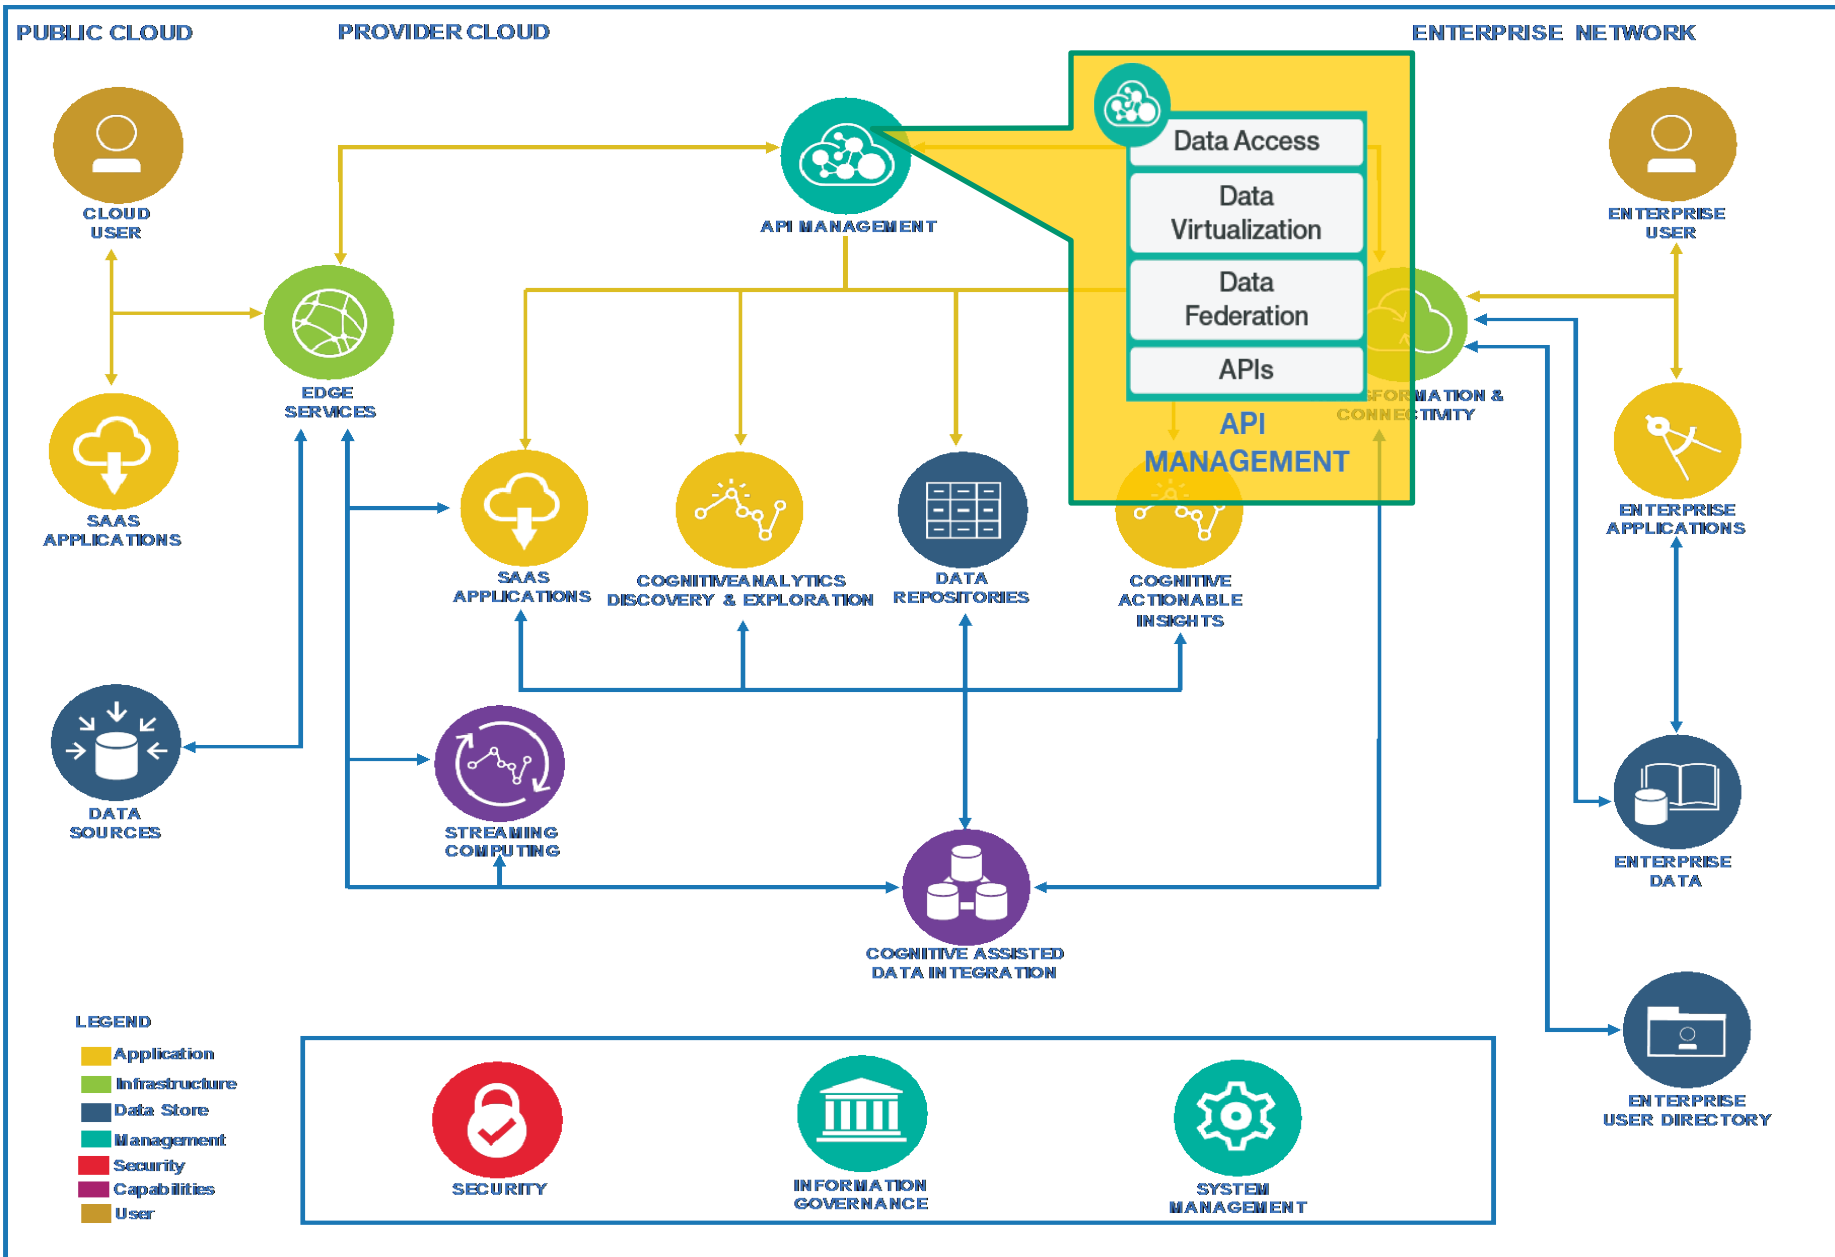 PUBLIC CLOUD
PROVIDER CLOUD
ENTERPRISE NETWORK
CLOUD
USER
API MANAGEMENT
Data Access
Data
Virtualization
Data
Federation
APIs
API
MANAGEMENT
ENTERPRISE
USER
EDGE
SERVICES
SFORMATION &
CONNECTIVITY
SAAS
APPLICATIONS
SAAS
APPLICATIONS
COGNITIVEANALYTICS
DISCOVERY & EXPLORATION
DATA
REPOSITORIES
COGNITIVE
ACTIONABLE
INSIGHTS
ENTERPRISE
APPLICATIONS
DATA
SOURCES
STREAMING
COMPUTING
ENTERPRISE
DATA
COGNITIVE ASSISTED
DATA INTEGRATION
LEGEND
Application
Infrastructure
Data Store
Management
Security
Capabilities
User
SECURITY
INFORMATION
GOVERNANCE
SYSTEM
MANAGEMENT
ENTERPRISE
USER DIRECTORY